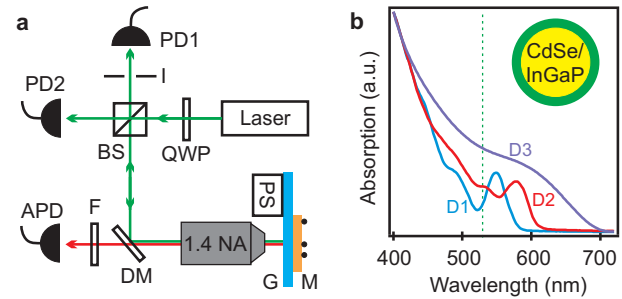 a
PD1
PD2
I
BS
QWP
Laser
APD
F
DM
1.4 NA
PS
G
M
b
CdSe/
InGaP
D3
D1
D2
Absorption (a.u.)
400
500
600
700
Wavelength (nm)